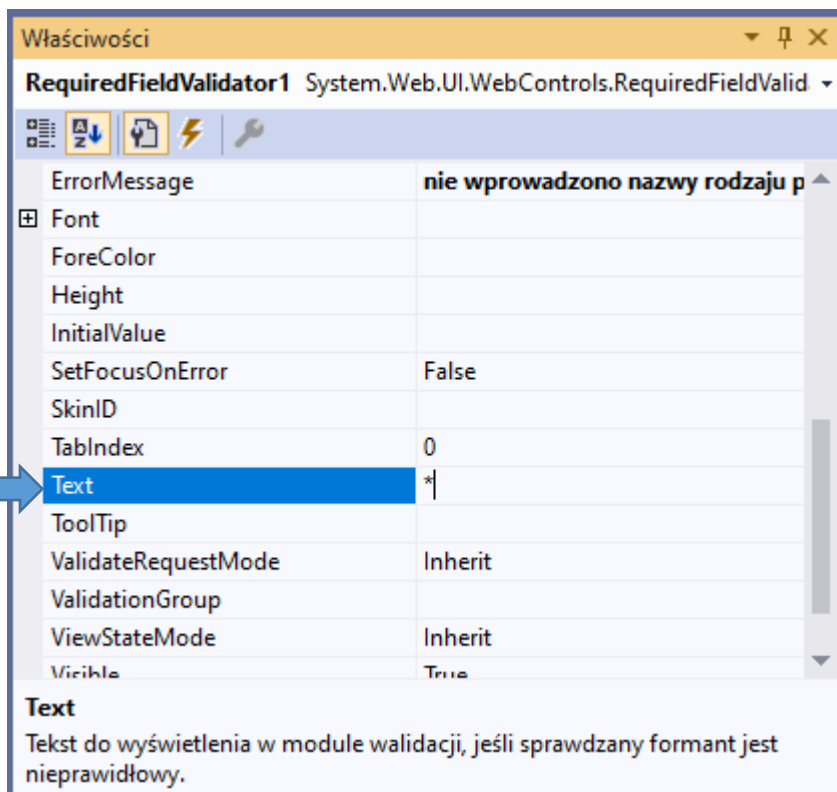 Właściwości
RequiredFieldValidator1 System.Web.UI.WebControls.RequiredFieldValid
ErrorMessage nie wprowadzono nazwy rodzaju p
Font
ForeColor
Height
InitialValue
SetFocusOnError False
SkinID
TabIndex 0
Text *
ToolTip
ValidateRequestMode Inherit
ValidationGroup
ViewStateMode Inherit
Visible True
Text
Tekst do wyświetlenia w module walidacji, jeśli sprawdzany formant jest
nieprawidłowy.